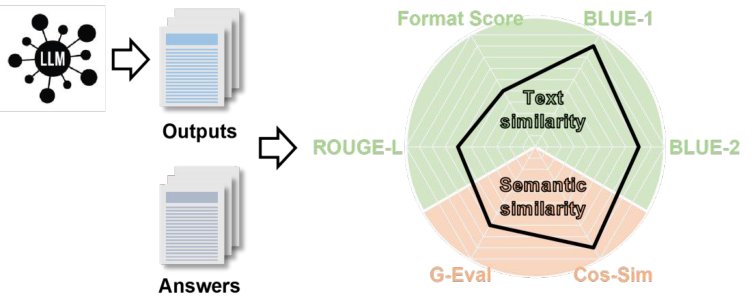 LLM
Outputs
Answers
Format Score
BLUE-1
ROUGE-L
BLUE-2
Text
similarity
Semantic
similarity
G-Eval
Cos-Sim